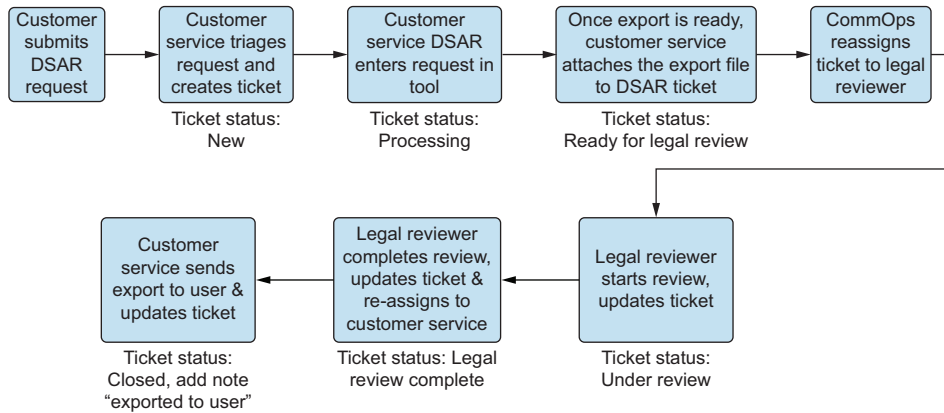 Customer
submits
DSAR
request
Customer
service triages
request and
creates ticket
Ticket status:
New
Customer
service DSAR
enters request in
tool
Ticket status:
Processing
Once export is ready,
customer service
attaches the export file
to DSAR ticket
Ticket status:
Ready for legal review
CommOps
reassigns
ticket to legal
reviewer
Legal reviewer
starts review,
updates ticket
Ticket status:
Under review
Legal reviewer
completes review,
updates ticket &
re-assigns to
customer service
Ticket status: Legal
review complete
Customer
service sends
export to user &
updates ticket
Ticket status:
Closed, add note
“exported to user”